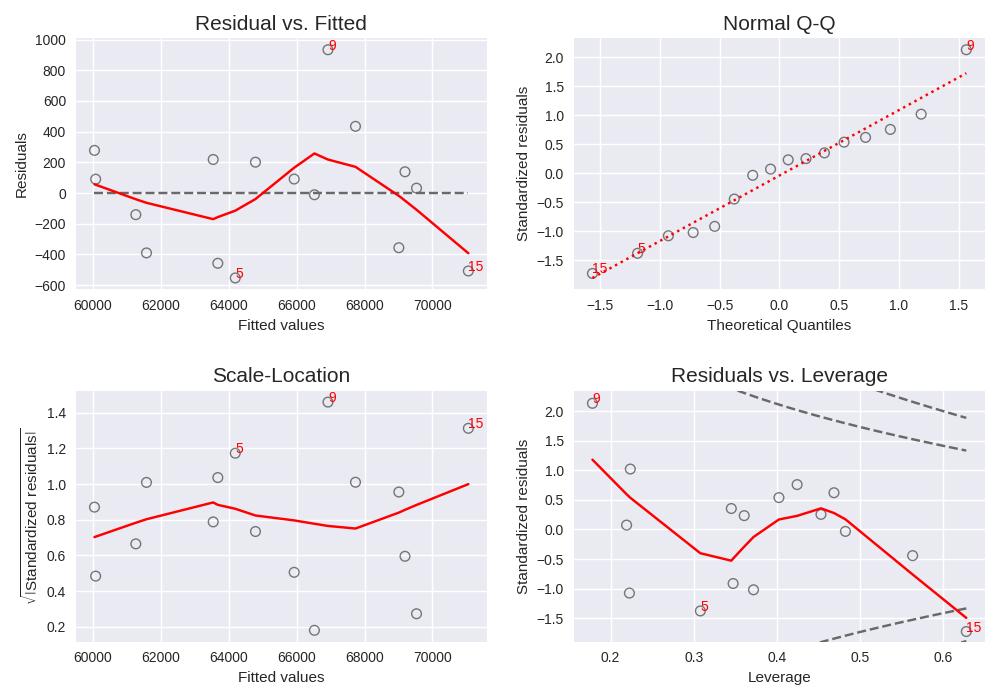 Residual vs. Fitted
Normal Q-Q
1000
800
600
400
200
0
−200
−400
−600
Residuals
9
5
15
60000 62000 64000 66000 68000 70000
Fitted values
2.0
1.5
1.0
0.5
0.0
−0.5
−1.0
−1.5
Standardized residuals
9
5
15
−1.5 −1.0 −0.5 0.0 0.5 1.0 1.5
Theoretical Quantiles
Scale-Location
Residuals vs. Leverage
1.4
1.2
1.0
0.8
0.6
0.4
0.2
√|Standardized residuals|
9
5
15
60000 62000 64000 66000 68000 70000
Fitted values
2.0
1.5
1.0
0.5
0.0
−0.5
−1.0
−1.5
Standardized residuals
9
5
15
0.2 0.3 0.4 0.5 0.6
Leverage